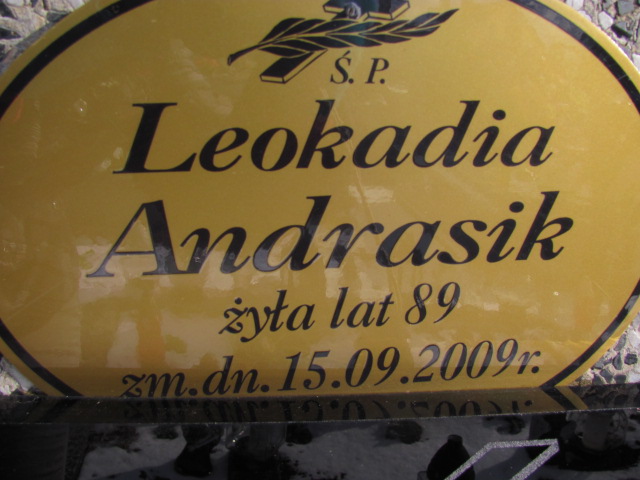 Ś. P.
Leokadia
Andrasik
żyła lat 89
zm.dn.15.09.2009r.